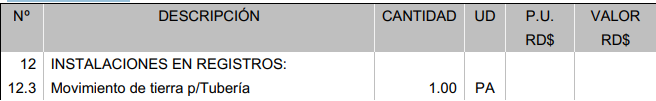 Nº DESCRIPCIÓN CANTIDAD UD P.U. VALOR
RD$ RD$
12 INSTALACIONES EN REGISTROS:
12.3 Movimiento de tierra p/Tubería 1.00 PA